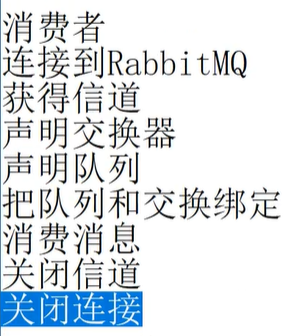 消费者
连接到RabbitMQ
获得信道
声明交换器
声明队列
把队列和交换绑定
消费消息
关闭信道
关闭连接